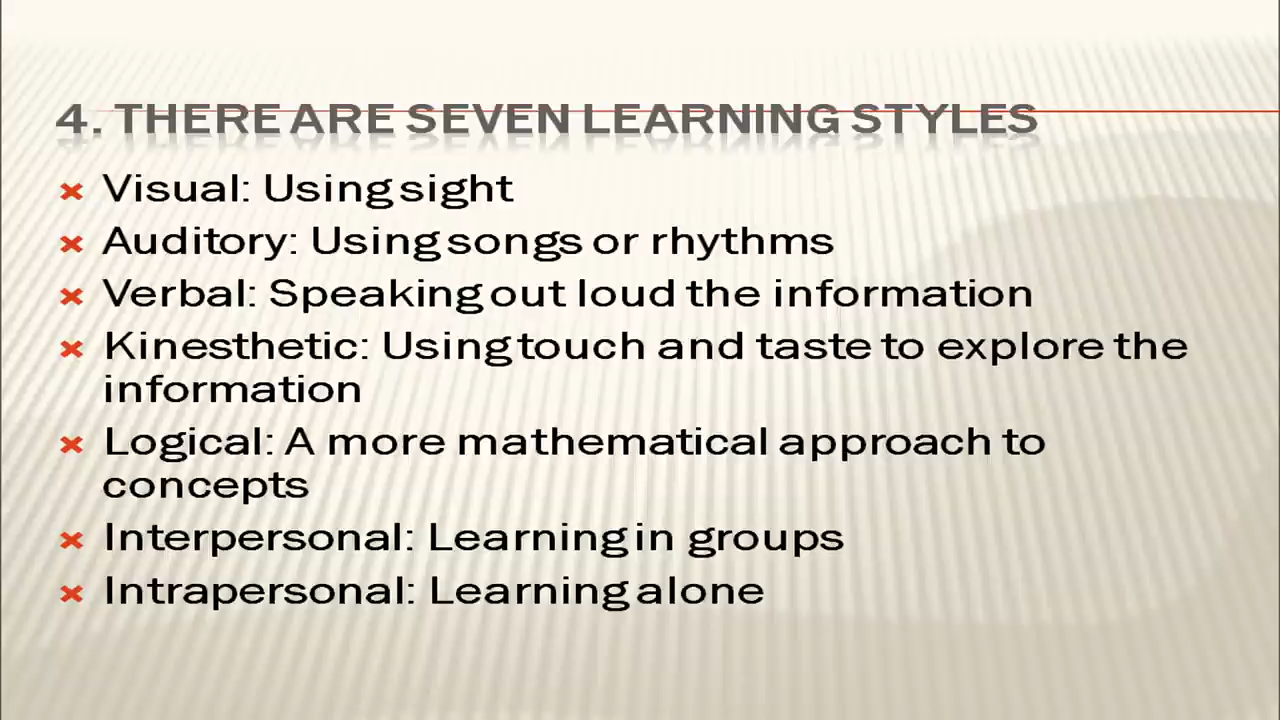 4. THERE ARE SEVEN LEARNING STYLES
Visual: Using sight
Auditory: Using songs or rhythms
Verbal: Speaking out loud the information
Kinesthetic: Using touch and taste to explore the
information
Logical: A more mathematical approach to
concepts
Interpersonal: Learning in groups
Intrapersonal: Learning alone